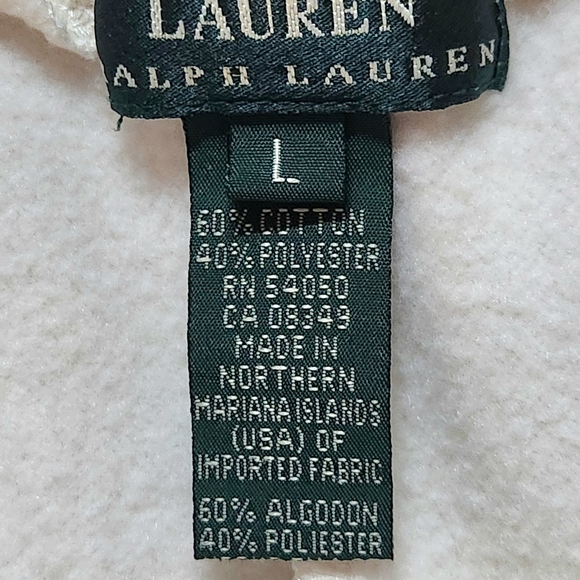 LAUREN
RALPH LAUREN
L
60% COTTON
40% POLYESTER
RN 54050
CA 08349
MADE IN
NORTHERN
MARIANA ISLANDS
(USA) OF
IMPORTED FABRIC
60% ALGODON
40% POLIESTER